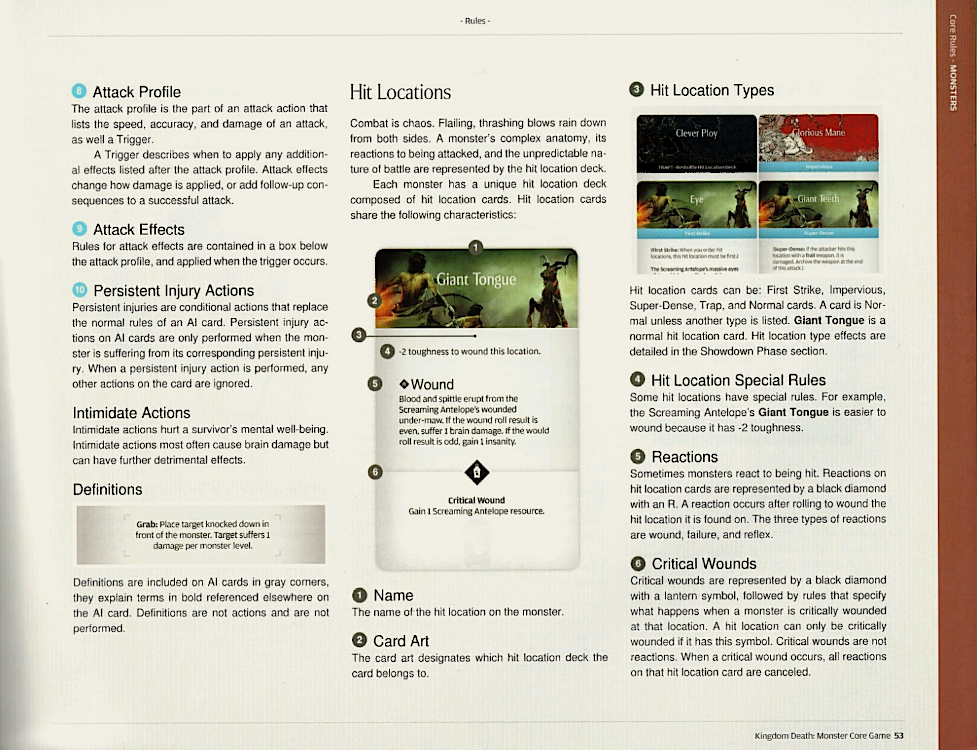 - Rules -
Core Rules - MONSTERS
8 Attack Profile
The attack profile is the part of an attack action that
lists the speed, accuracy, and damage of an attack,
as well a Trigger.
A Trigger describes when to apply any addition-
al effects listed after the attack profile. Attack effects
change how damage is applied, or add follow-up con-
sequences to a successful attack.
9 Attack Effects
Rules for attack effects are contained in a box below
the attack profile, and applied when the trigger occurs.
10 Persistent Injury Actions
Persistent injuries are conditional actions that replace
the normal rules of an AI card. Persistent injury ac-
tions on AI cards are only performed when the mon-
ster is suffering from its corresponding persistent inju-
ry. When a persistent injury action is performed, any
other actions on the card are ignored.
Intimidate Actions
Intimidate actions hurt a survivor's mental well-being.
Intimidate actions most often cause brain damage but
can have further detrimental effects.
Definitions
Grab: Place target knocked down in
front of the monster. Target suffers 1
damage per monster level.
Definitions are included on AI cards in gray corners,
they explain terms in bold referenced elsewhere on
the AI card. Definitions are not actions and are not
performed.
Hit Locations
Combat is chaos. Flailing, thrashing blows rain down
from both sides. A monster's complex anatomy, its
reactions to being attacked, and the unpredictable na-
ture of battle are represented by the hit location deck.
Each monster has a unique hit location deck
composed of hit location cards. Hit location cards
share the following characteristics:
1
Giant Tongue
2
3
4 -2 toughness to wound this location.
5 Wound
Blood and spittle erupt from the
Screaming Antelope's wounded
under-maw. If the wound roll result is
even, suffer 1 brain damage. If the would
roll result is odd, gain 1 insanity.
6
Critical Wound
Gain 1 Screaming Antelope resource.
1 Name
The name of the hit location on the monster.
2 Card Art
The card art designates which hit location deck the
card belongs to.
3 Hit Location Types
Clever Ploy
Glorious Mane
Impervious
Eye
First Strike
Giant Teeth
Super-Dense
(First Strike: When you order hit
locations, this hit location must be first.)
The Screaming Antelope's massive eyes
(Super-Dense: If the attacker hits this
location with a frail weapon, it is
damaged. Archive the weapon at the end
of this attack.)
Hit location cards can be: First Strike, Impervious,
Super-Dense, Trap, and Normal cards. A card is Nor-
mal unless another type is listed. Giant Tongue is a
normal hit location card. Hit location type effects are
detailed in the Showdown Phase section.
4 Hit Location Special Rules
Some hit locations have special rules. For example,
the Screaming Antelope's Giant Tongue is easier to
wound because it has -2 toughness.
5 Reactions
Sometimes monsters react to being hit. Reactions on
hit location cards are represented by a black diamond
with an R. A reaction occurs after rolling to wound the
hit location it is found on. The three types of reactions
are wound, failure, and reflex.
6 Critical Wounds
Critical wounds are represented by a black diamond
with a lantern symbol, followed by rules that specify
what happens when a monster is critically wounded
at that location. A hit location can only be critically
wounded if it has this symbol. Critical wounds are not
reactions. When a critical wound occurs, all reactions
on that hit location card are canceled.
Kingdom Death: Monster Core Game 53